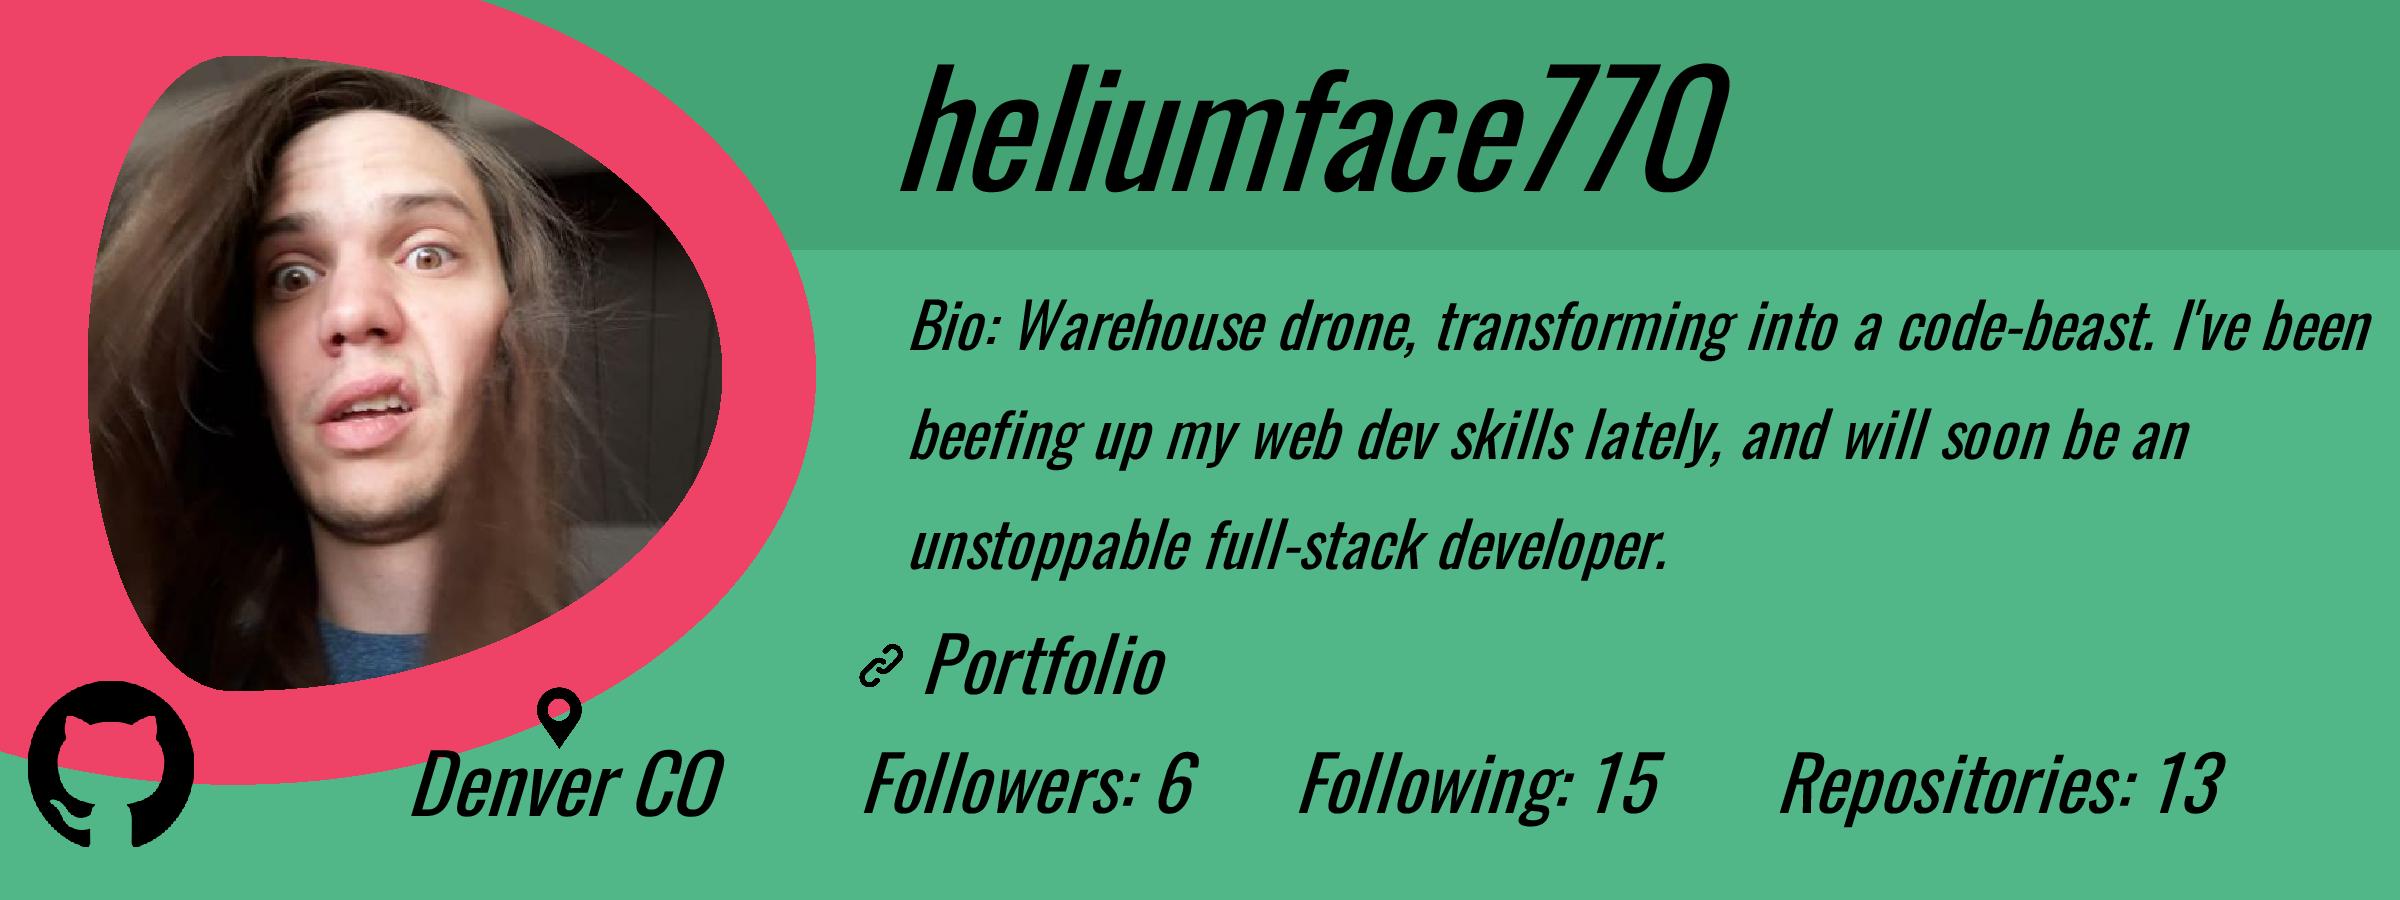 heliumface770
Bio: Warehouse drone, transforming into a code-beast. I've been
beefing up my web dev skills lately, and will soon be an
unstoppable full-stack developer.
Portfolio
Denver CO
Followers: 6
Following: 15
Repositories: 13